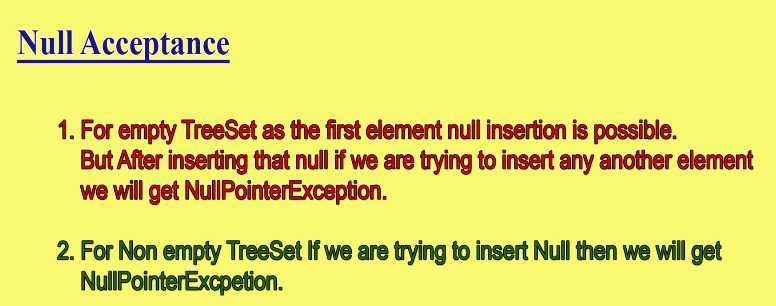 Null Acceptance
1. For empty TreeSet as the first element null insertion is possible.
But After inserting that null if we are trying to insert any another element
we will get NullPointerException.
2. For Non empty TreeSet If we are trying to insert Null then we will get
NullPointerExcpetion.